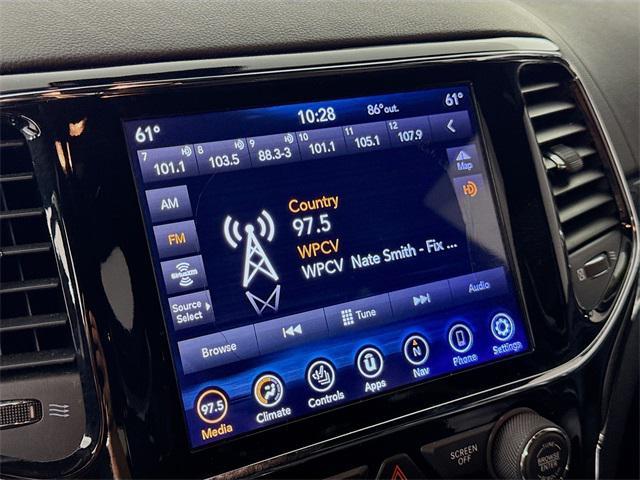 61°
10:28
86°out.
61°
7 101.1
8 103.5
9 88.3-3
10 101.1
11 105.1
12 107.9
AM
FM
SiriusXM
Source Select
Country
97.5
WPCV
WPCV Nate Smith - Fix ...
Map
Browse
Tune
Audio
97.5
Media
Climate
Controls
Apps
N
Nav
Phone
Settings
SCREEN OFF
TUNE
BROWSE
ENTER